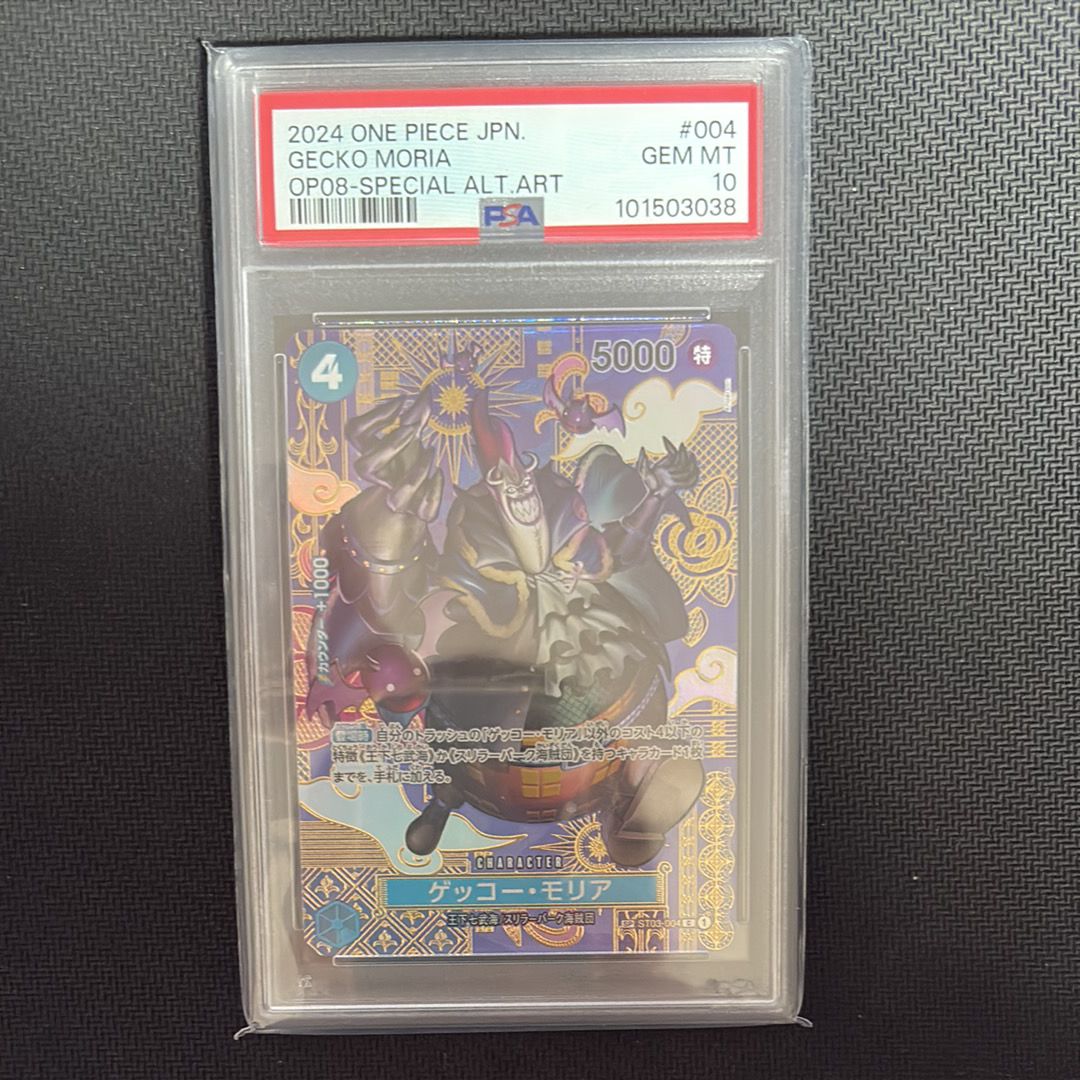 2024 ONE PIECE JPN.
#004
GECKO MORIA
GEM MT
OP08-SPECIAL ALT.ART
10
PSA
101503038
4
5000
特
カウンター+1000
登場時 自分のトラッシュの「ゲッコー・モリア」以外のコスト4以下の
特徴《王下七武海》か《スリラーバーク海賊団》を持つキャラカード1枚
までを、手札に加える。
CHARACTER
ゲッコー・モリア
王下七武海/スリラーバーク海賊団
SP ST03-004 C 1